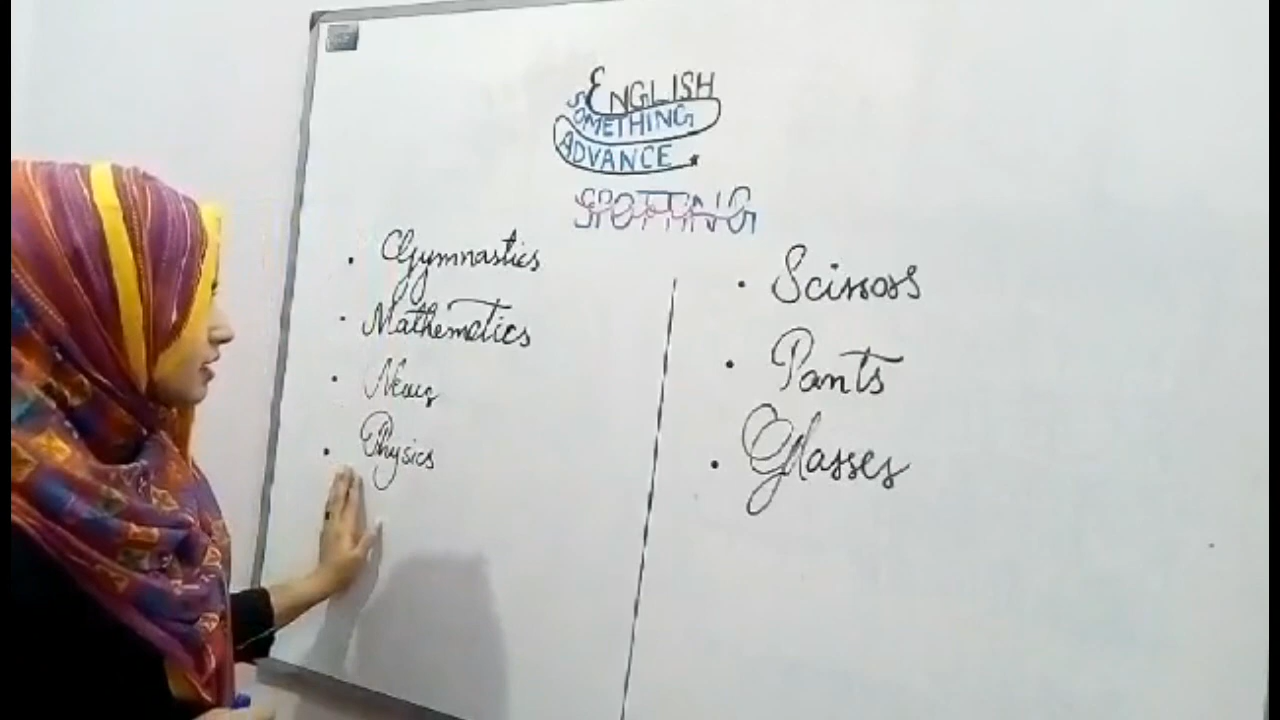 ENGLISH
SOMETHING
ADVANCE
SPOTTING
• Gymnastics
• Mathematics
• News
• Physics
• Scissors
• Pants
• Glasses